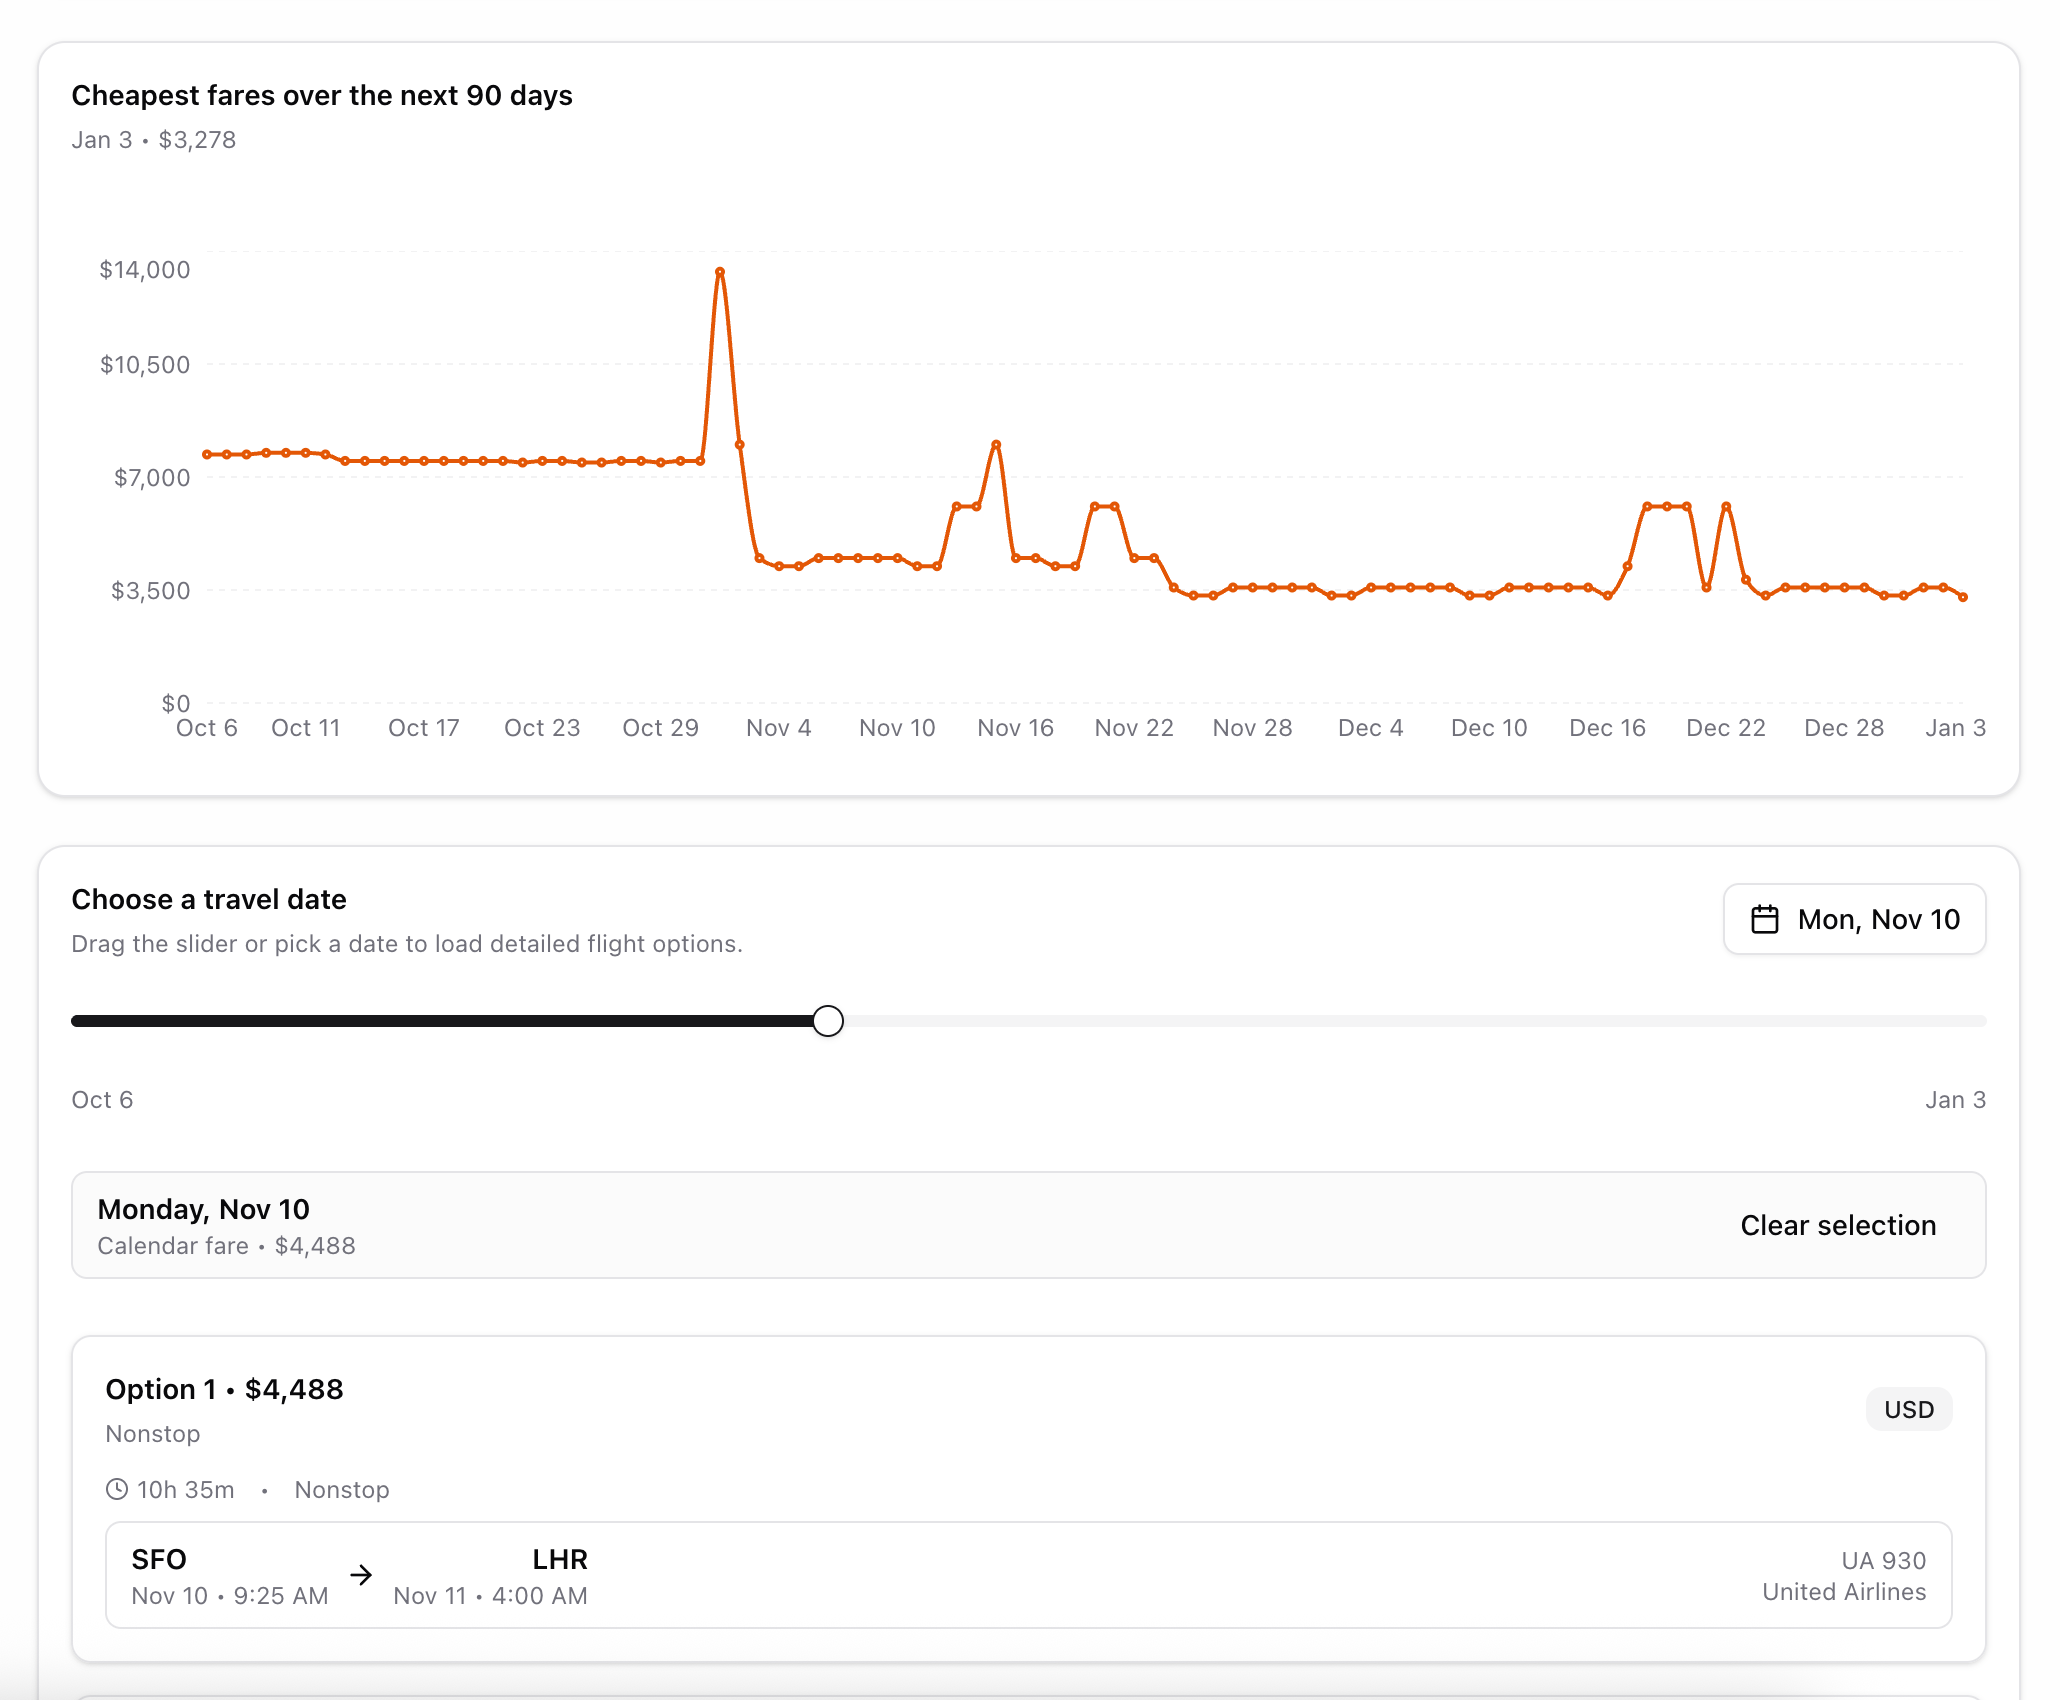 Cheapest fares over the next 90 days
Jan 3 • $3,278
$14,000
$10,500
$7,000
$3,500
$0
Oct 6 Oct 11 Oct 17 Oct 23 Oct 29 Nov 4 Nov 10 Nov 16 Nov 22 Nov 28 Dec 4 Dec 10 Dec 16 Dec 22 Dec 28 Jan 3
Choose a travel date
Drag the slider or pick a date to load detailed flight options.
Mon, Nov 10
Oct 6 Jan 3
Monday, Nov 10
Calendar fare • $4,488
Clear selection
Option 1 • $4,488
Nonstop
USD
10h 35m • Nonstop
SFO
Nov 10 • 9:25 AM
LHR
Nov 11 • 4:00 AM
UA 930
United Airlines